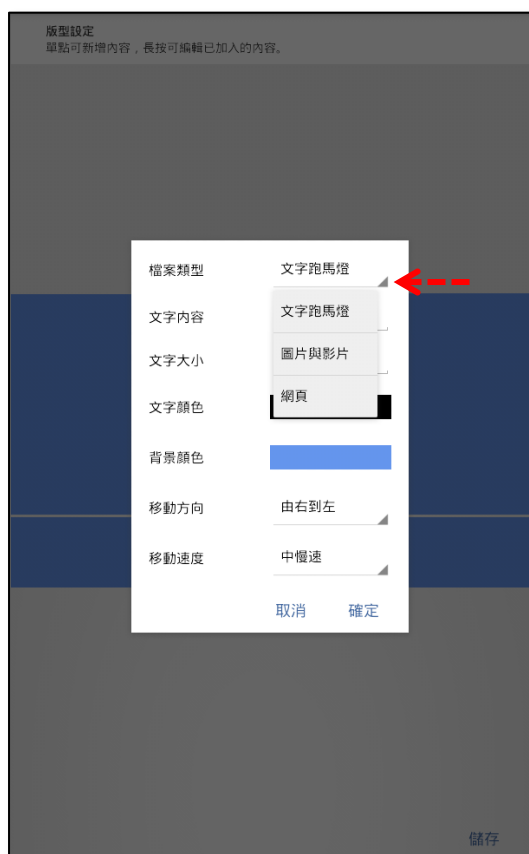 版型設定
單點可新增內容，長按可編輯已加入的內容。
檔案類型 文字跑馬燈
文字內容 文字跑馬燈
文字大小 圖片與影片
文字顏色 網頁
背景顏色
移動方向 由右到左
移動速度 中慢速
取消 確定
儲存